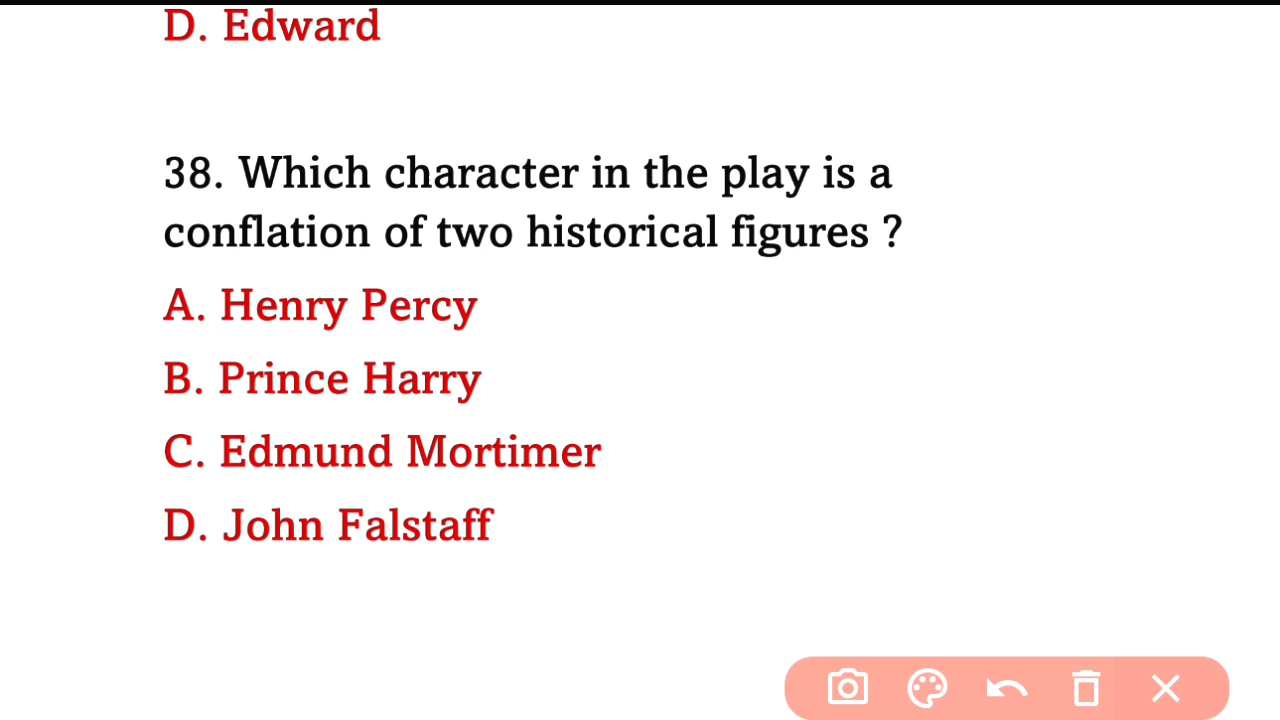 D. Edward
38. Which character in the play is a
conflation of two historical figures ?
A. Henry Percy
B. Prince Harry
C. Edmund Mortimer
D. John Falstaff